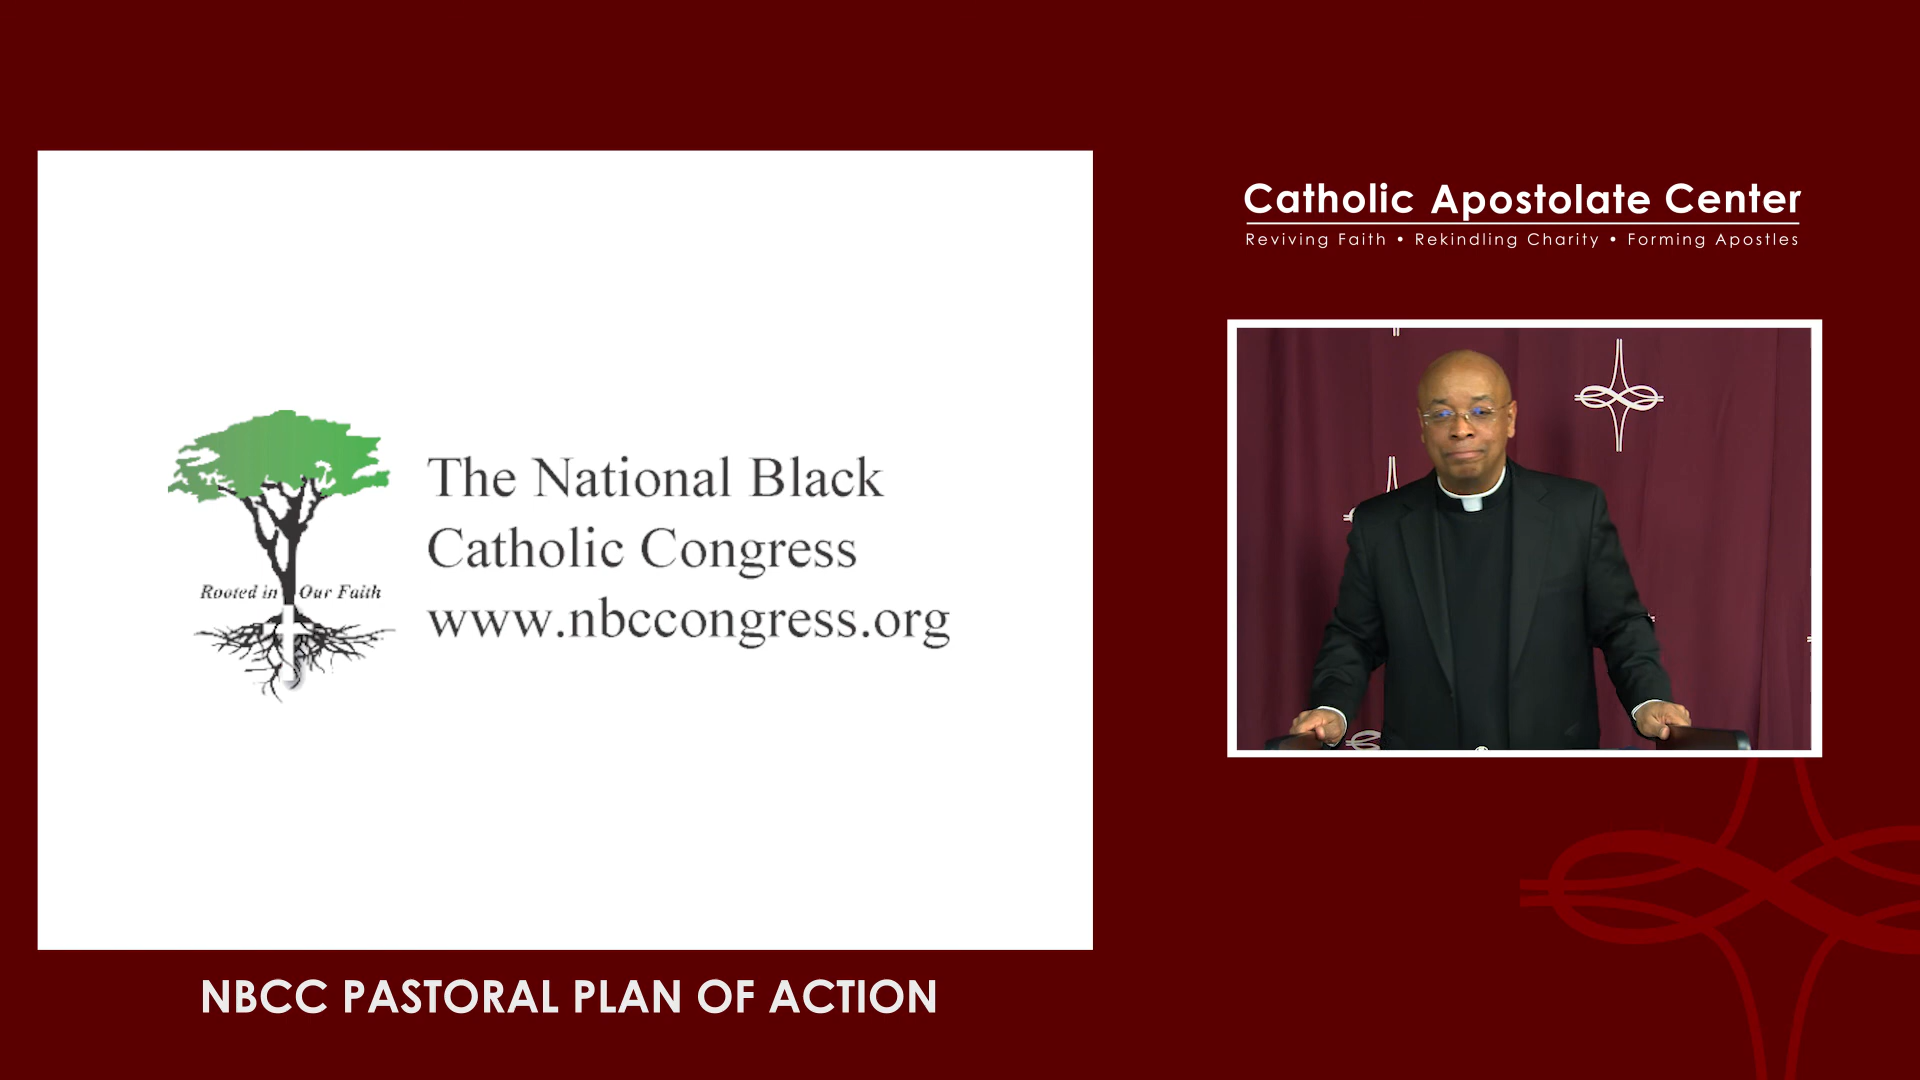 Catholic Apostolate Center
Reviving Faith • Rekindling Charity • Forming Apostles
The National Black
Catholic Congress
www.nbccongress.org
Rooted in Our Faith
NBCC PASTORAL PLAN OF ACTION